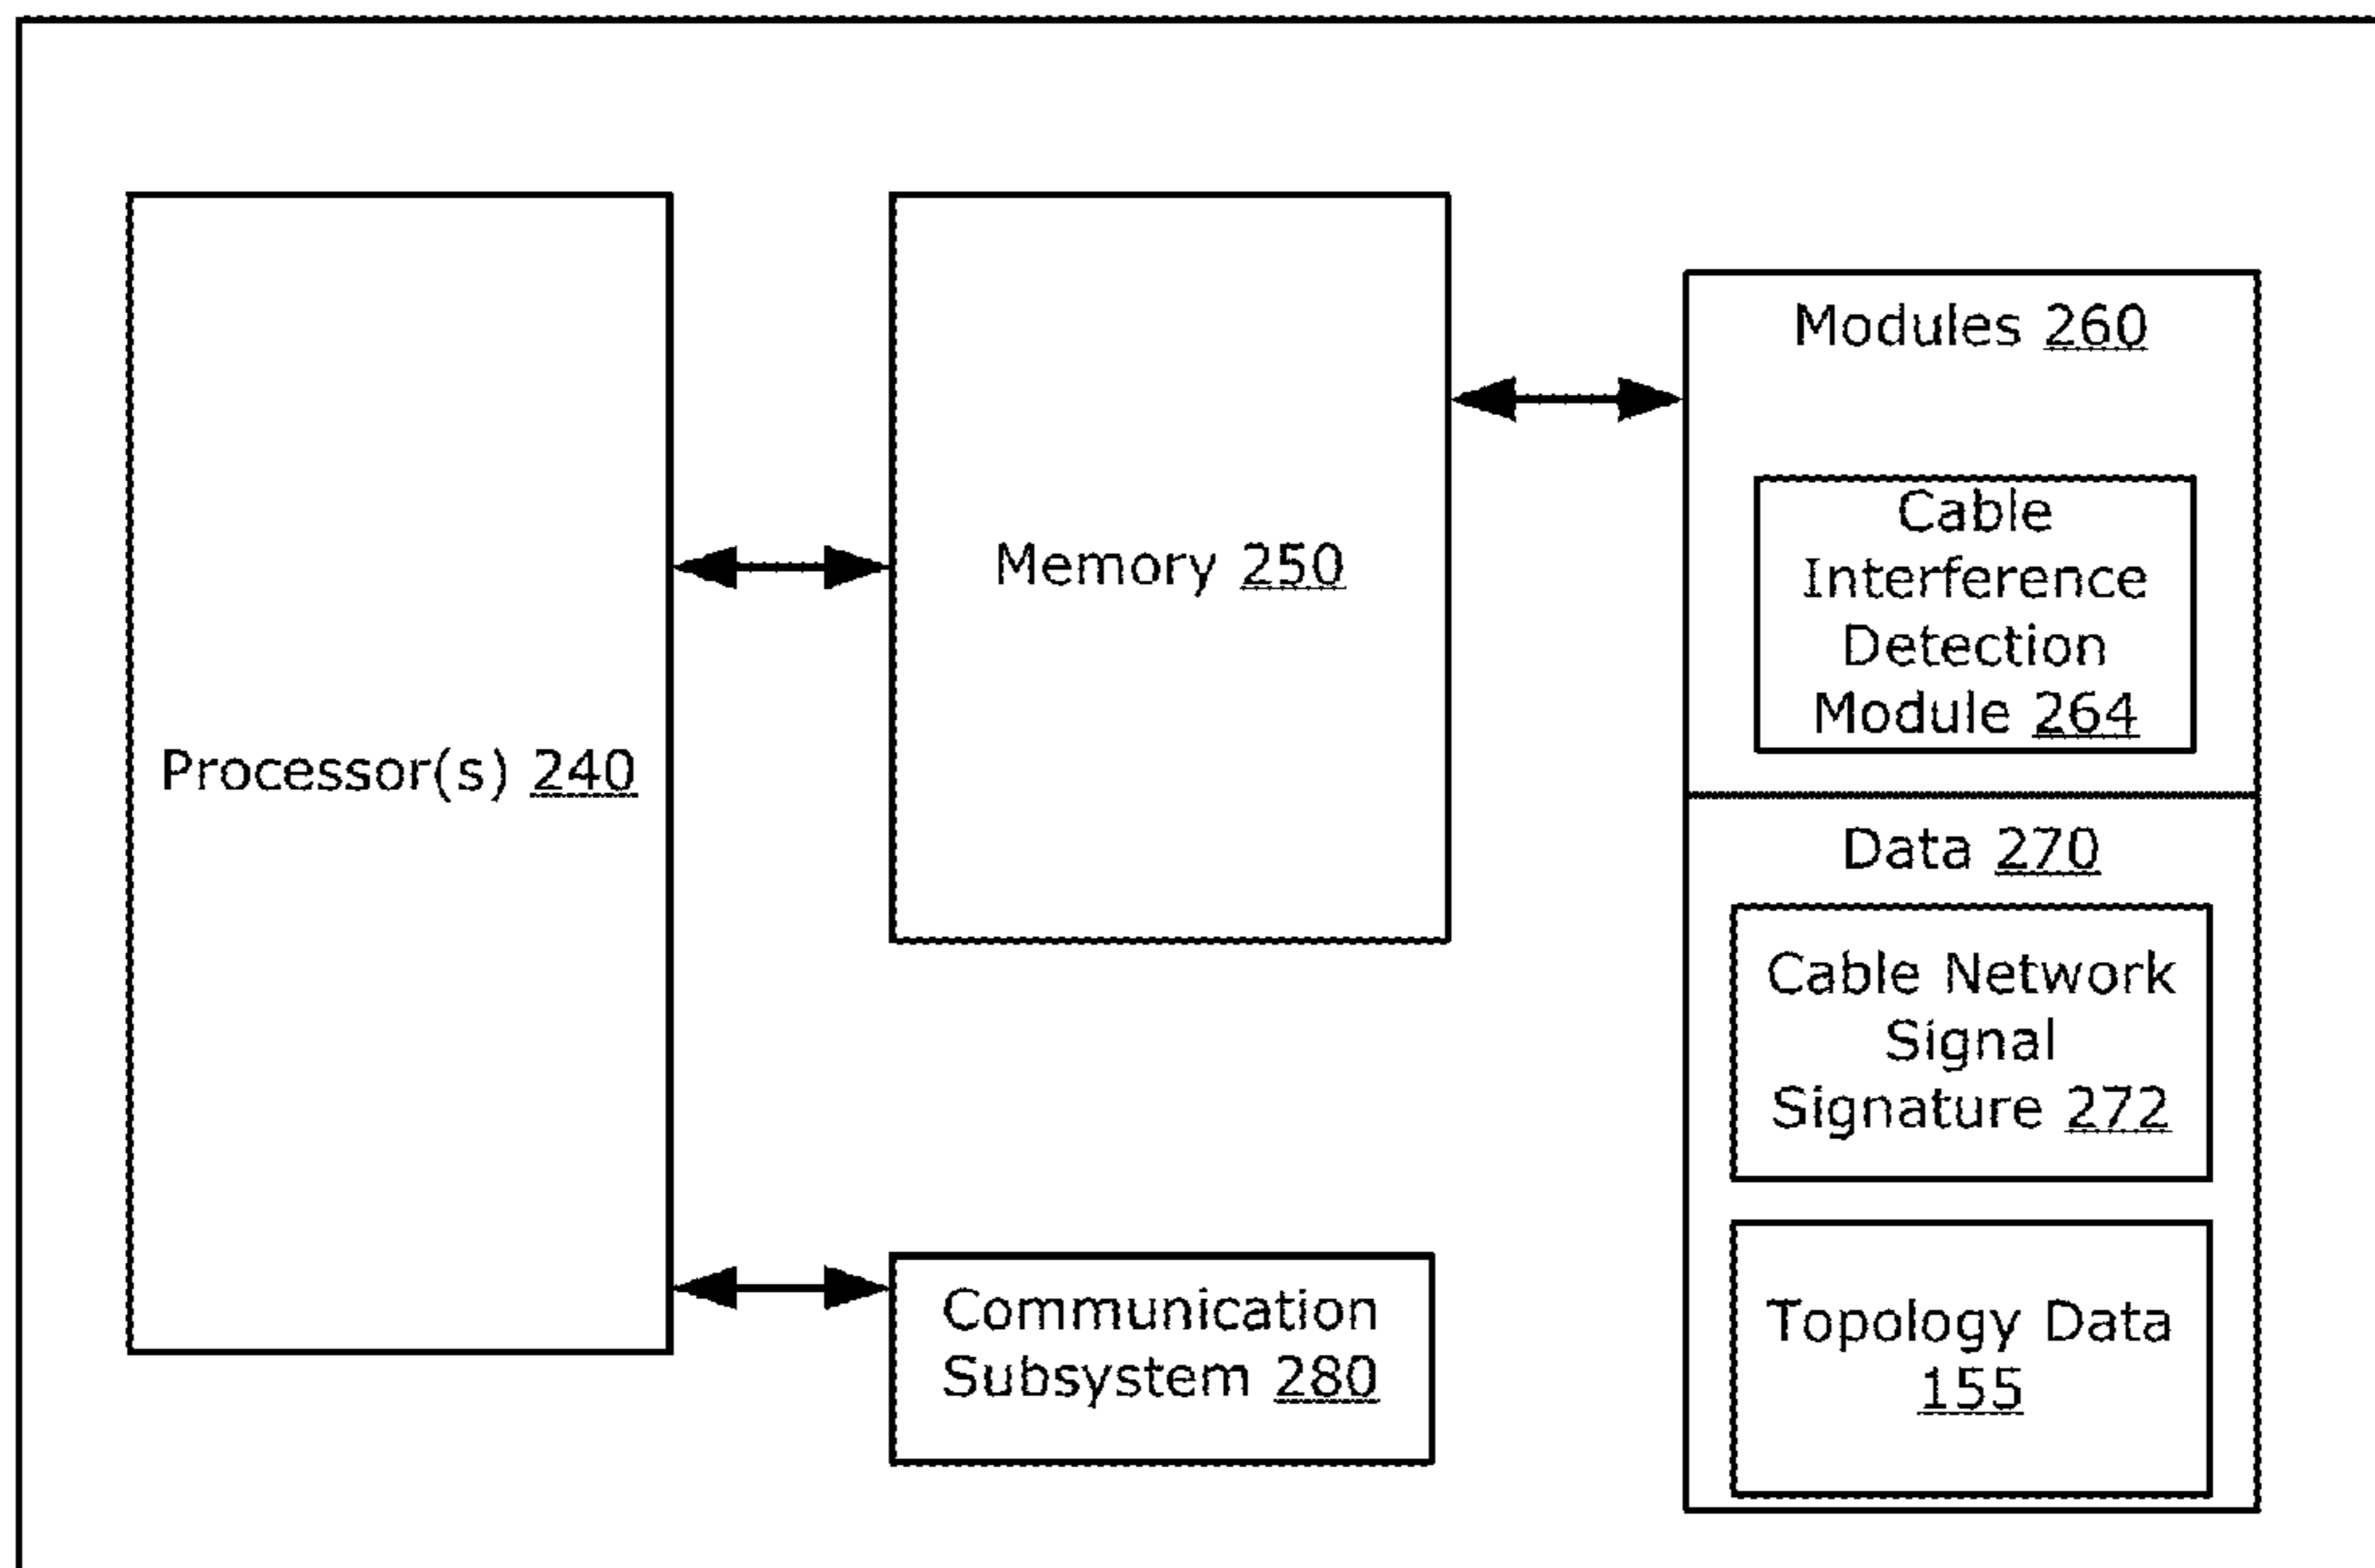 Processor(s) 240
Memory 250
Communication
Subsystem 280
Modules 260
Cable
Interference
Detection
Module 264
Data 270
Cable Network
Signal
Signature 272
Topology Data
155